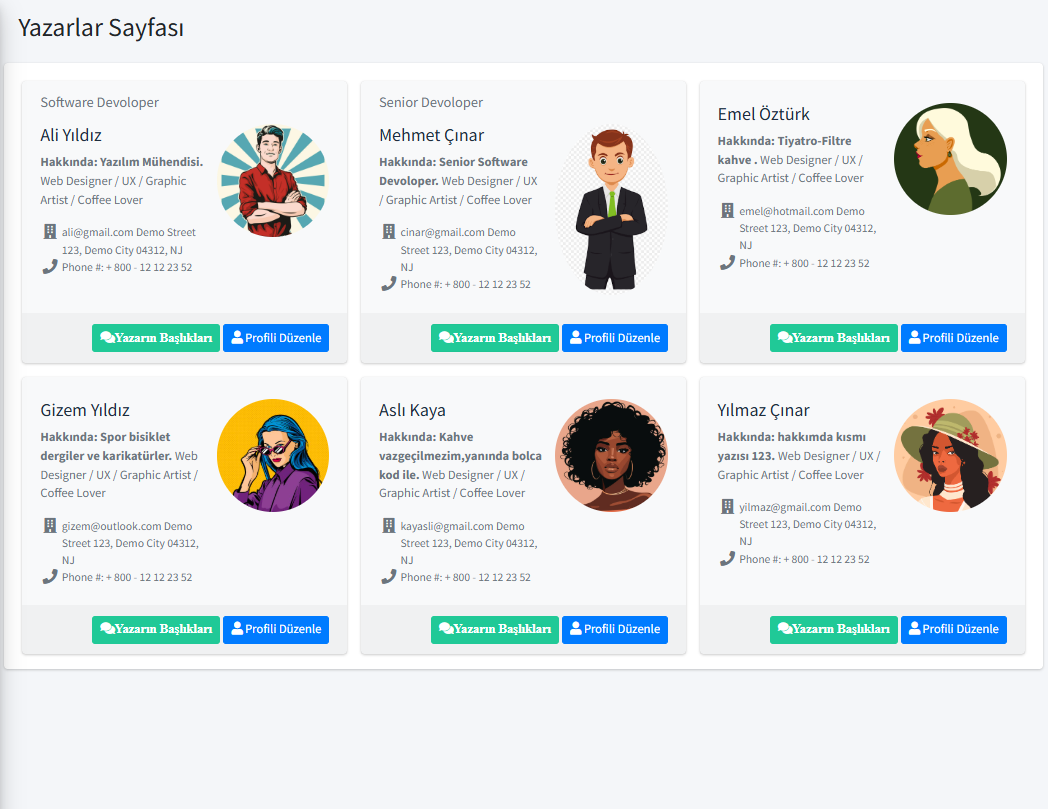 Yazarlar Sayfası
Software Devoloper
Ali Yıldız
Hakkında: Yazılım Mühendisi.
Web Designer / UX / Graphic
Artist / Coffee Lover
ali@gmail.com Demo Street
123, Demo City 04312, NJ
Phone #: + 800 - 12 12 23 52
Yazarın Başlıkları
Profili Düzenle
Senior Devoloper
Mehmet Çınar
Hakkında: Senior Software
Devoloper. Web Designer / UX
/ Graphic Artist / Coffee Lover
cinar@gmail.com Demo
Street 123, Demo City 04312,
NJ
Phone #: + 800 - 12 12 23 52
Yazarın Başlıkları
Profili Düzenle
Emel Öztürk
Hakkında: Tiyatro-Filtre
kahve . Web Designer / UX /
Graphic Artist / Coffee Lover
emel@hotmail.com Demo
Street 123, Demo City 04312,
NJ
Phone #: + 800 - 12 12 23 52
Yazarın Başlıkları
Profili Düzenle
Gizem Yıldız
Hakkında: Spor bisiklet
dergiler ve karikatürler. Web
Designer / UX / Graphic Artist /
Coffee Lover
gizem@outlook.com Demo
Street 123, Demo City 04312,
NJ
Phone #: + 800 - 12 12 23 52
Yazarın Başlıkları
Profili Düzenle
Aslı Kaya
Hakkında: Kahve
vazgeçilmezim,yanında bolca
kod ile. Web Designer / UX /
Graphic Artist / Coffee Lover
kayasli@gmail.com Demo
Street 123, Demo City 04312,
NJ
Phone #: + 800 - 12 12 23 52
Yazarın Başlıkları
Profili Düzenle
Yılmaz Çınar
Hakkında: hakkımda kısmı
yazısı 123. Web Designer / UX /
Graphic Artist / Coffee Lover
yilmaz@gmail.com Demo
Street 123, Demo City 04312,
NJ
Phone #: + 800 - 12 12 23 52
Yazarın Başlıkları
Profili Düzenle